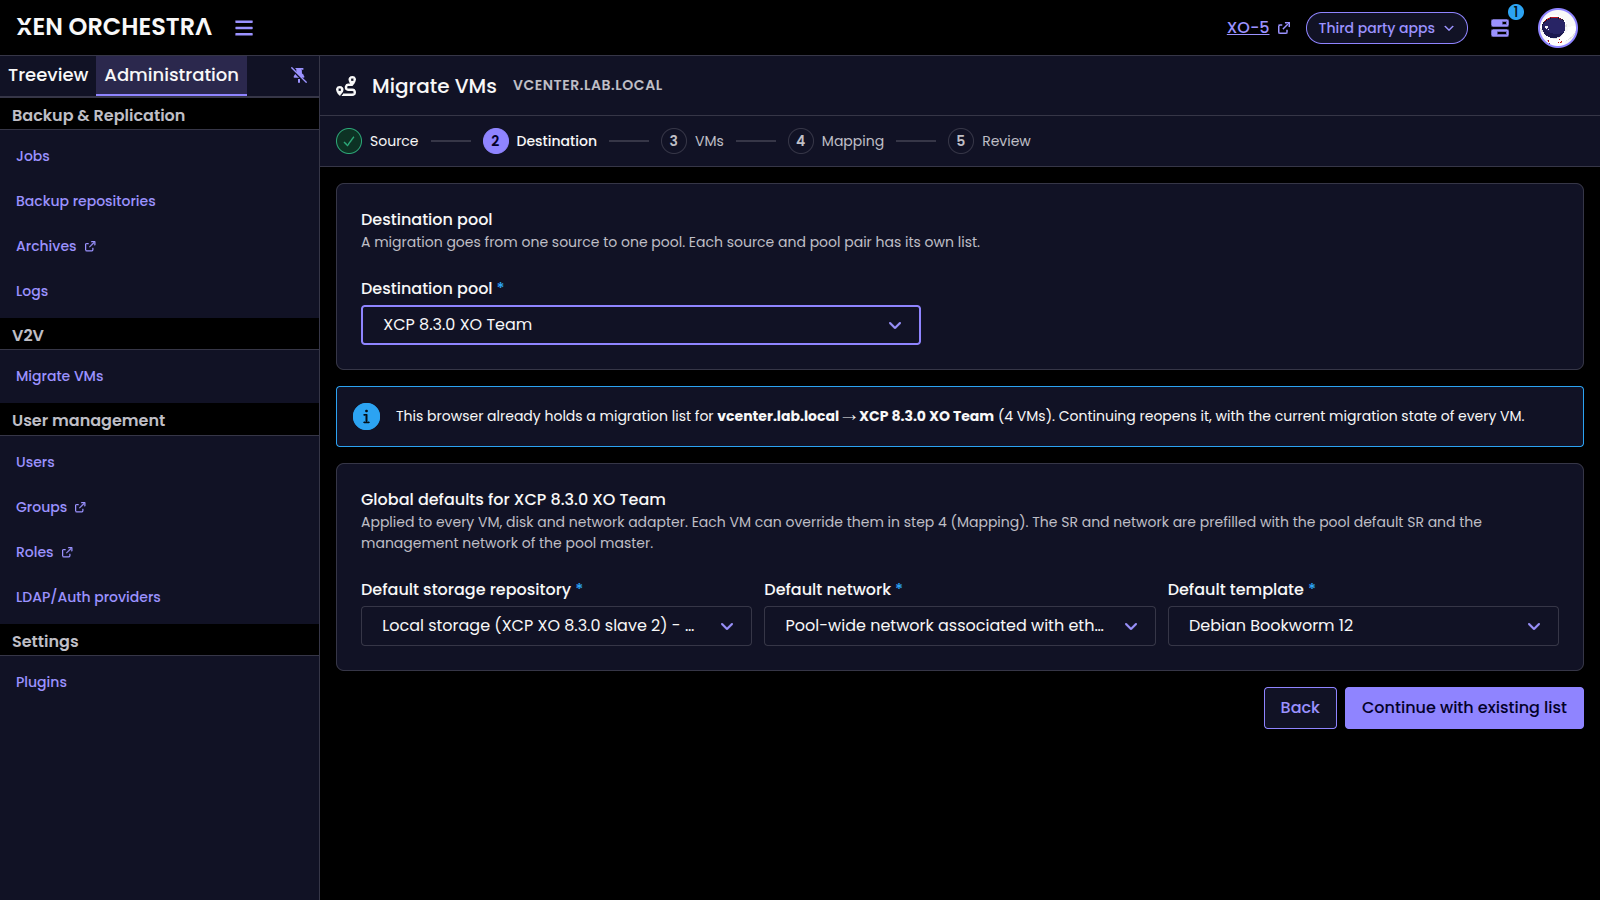 XEN ORCHESTRA
XO-5
Third party apps
1
Treeview
Administration
Backup & Replication
Jobs
Backup repositories
Archives
Logs
V2V
Migrate VMs
User management
Users
Groups
Roles
LDAP/Auth providers
Settings
Plugins
Migrate VMs VCENTER.LAB.LOCAL
Source 2 Destination 3 VMs 4 Mapping 5 Review
Destination pool
A migration goes from one source to one pool. Each source and pool pair has its own list.
Destination pool *
XCP 8.3.0 XO Team
This browser already holds a migration list for vcenter.lab.local → XCP 8.3.0 XO Team (4 VMs). Continuing reopens it, with the current migration state of every VM.
Global defaults for XCP 8.3.0 XO Team
Applied to every VM, disk and network adapter. Each VM can override them in step 4 (Mapping). The SR and network are prefilled with the pool default SR and the
management network of the pool master.
Default storage repository *
Local storage (XCP XO 8.3.0 slave 2) - ...
Default network *
Pool-wide network associated with eth...
Default template *
Debian Bookworm 12
Back
Continue with existing list